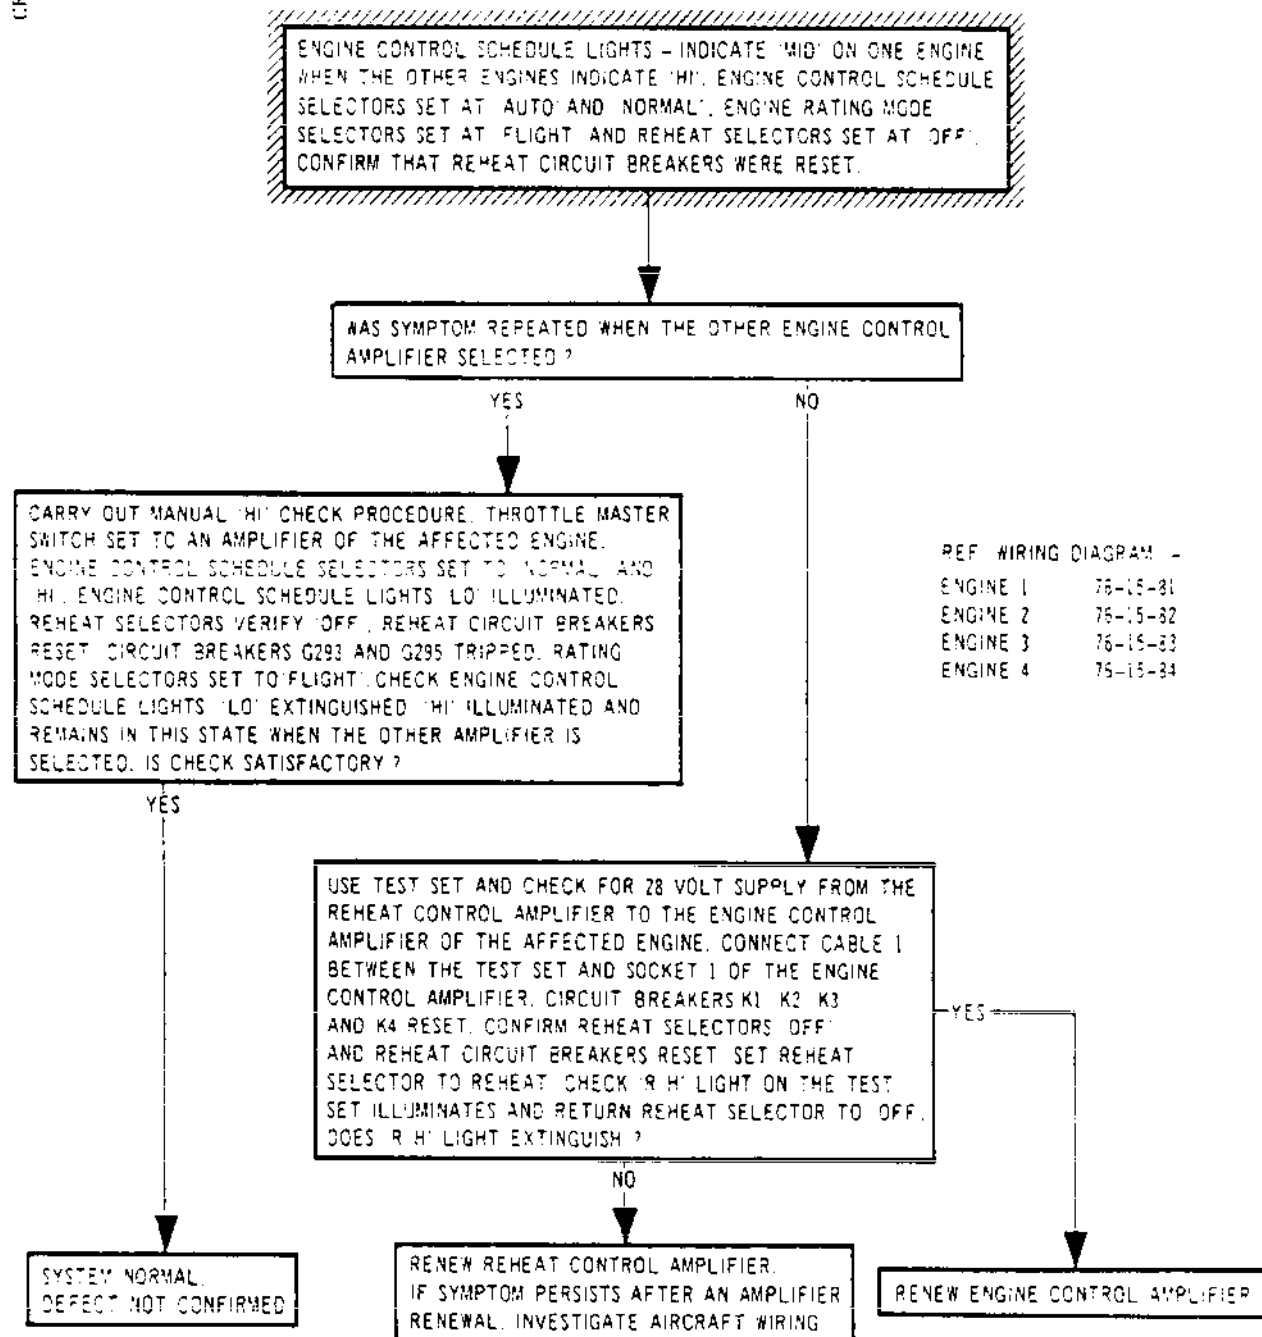 ENGINE CONTROL SCHEDULE LIGHTS – INDICATE 'MID' ON ONE ENGINE
WHEN THE OTHER ENGINES INDICATE 'HI'. ENGINE CONTROL SCHEDULE
SELECTORS SET AT 'AUTO' AND 'NORMAL', ENGINE RATING MODE
SELECTORS SET AT 'FLIGHT' AND REHEAT SELECTORS SET AT 'OFF'.
CONFIRM THAT REHEAT CIRCUIT BREAKERS WERE RESET.
WAS SYMPTOM REPEATED WHEN THE OTHER ENGINE CONTROL
AMPLIFIER SELECTED ?
YES
NO
CARRY OUT MANUAL 'HI' CHECK PROCEDURE. THROTTLE MASTER
SWITCH SET TO AN AMPLIFIER OF THE AFFECTED ENGINE.
ENGINE CONTROL SCHEDULE SELECTORS SET TO 'NORMAL' AND
'HI'. ENGINE CONTROL SCHEDULE LIGHTS 'LO' ILLUMINATED.
REHEAT SELECTORS VERIFY 'OFF', REHEAT CIRCUIT BREAKERS
RESET. CIRCUIT BREAKERS G293 AND G295 TRIPPED. RATING
MODE SELECTORS SET TO 'FLIGHT'. CHECK ENGINE CONTROL
SCHEDULE LIGHTS 'LO' EXTINGUISHED 'HI' ILLUMINATED AND
REMAINS IN THIS STATE WHEN THE OTHER AMPLIFIER IS
SELECTED. IS CHECK SATISFACTORY ?
REF WIRING DIAGRAM –
ENGINE 1 76-15-81
ENGINE 2 76-15-82
ENGINE 3 76-15-83
ENGINE 4 76-15-84
YES
USE TEST SET AND CHECK FOR 28 VOLT SUPPLY FROM THE
REHEAT CONTROL AMPLIFIER TO THE ENGINE CONTROL
AMPLIFIER OF THE AFFECTED ENGINE. CONNECT CABLE 1
BETWEEN THE TEST SET AND SOCKET 1 OF THE ENGINE
CONTROL AMPLIFIER. CIRCUIT BREAKERS K1 K2 K3
AND K4 RESET. CONFIRM REHEAT SELECTORS 'OFF'
AND REHEAT CIRCUIT BREAKERS RESET. SET REHEAT
SELECTOR TO REHEAT. CHECK 'R H' LIGHT ON THE TEST
SET ILLUMINATES AND RETURN REHEAT SELECTOR TO 'OFF'.
DOES 'R H' LIGHT EXTINGUISH ?
YES
NO
SYSTEM NORMAL.
DEFECT NOT CONFIRMED
RENEW REHEAT CONTROL AMPLIFIER.
IF SYMPTOM PERSISTS AFTER AN AMPLIFIER
RENEWAL, INVESTIGATE AIRCRAFT WIRING
RENEW ENGINE CONTROL AMPLIFIER